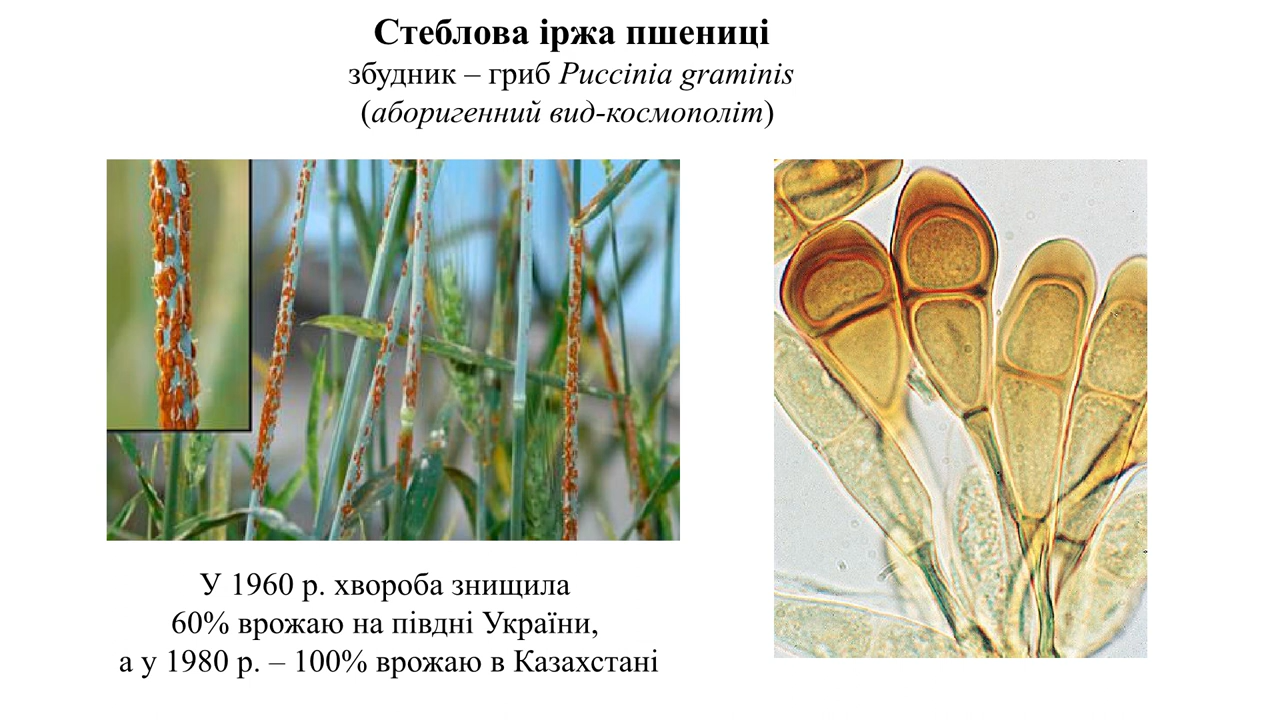 Стеблова іржа пшениці
збудник – гриб Puccinia graminis
(аборигенний вид-космополіт)
У 1960 р. хвороба знищила
60% врожаю на півдні України,
а у 1980 р. – 100% врожаю в Казахстані